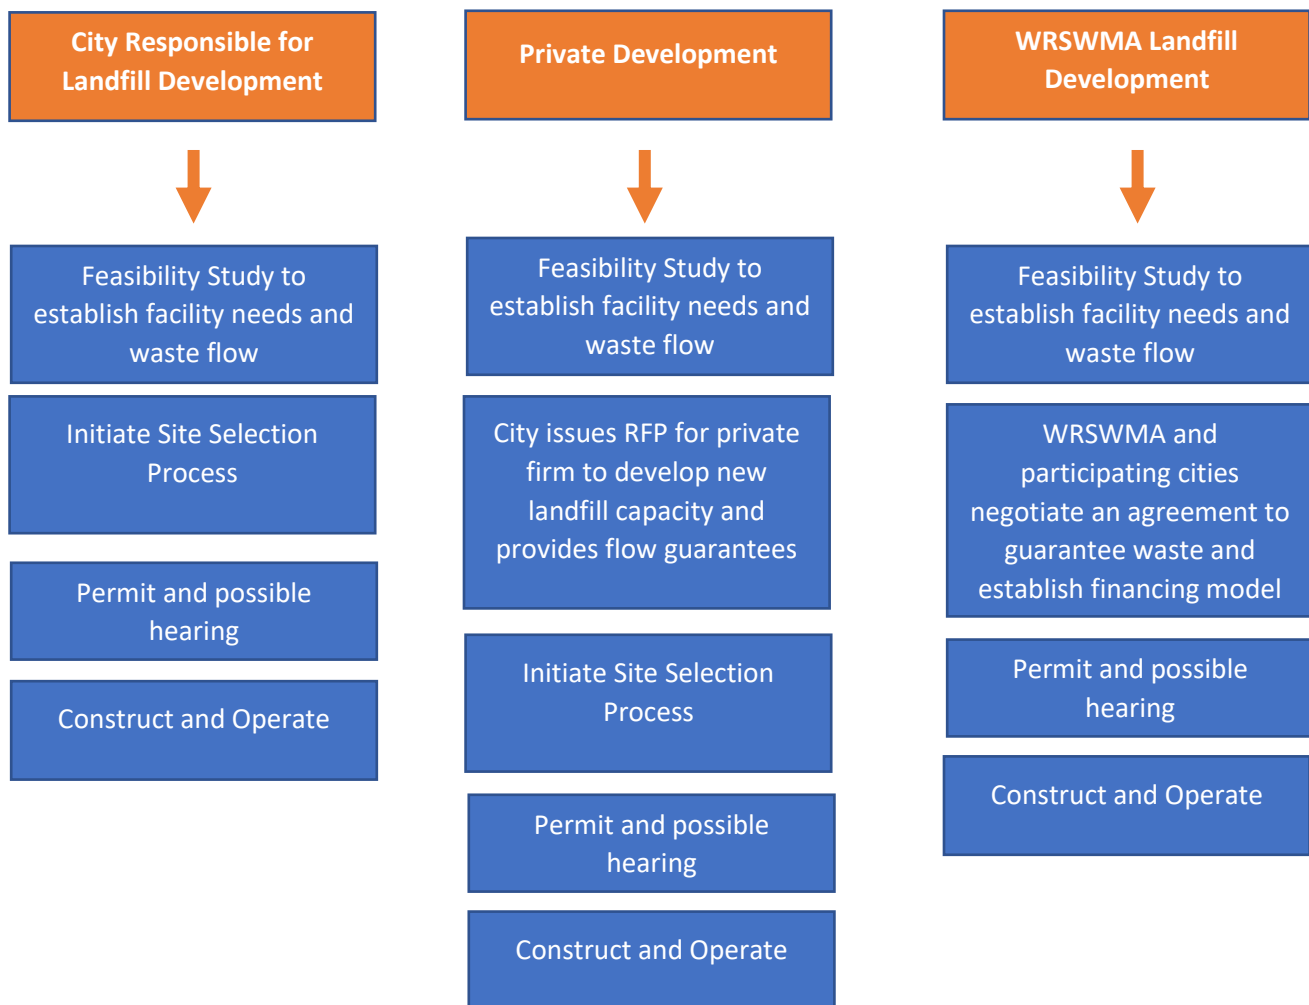 City Responsible for
Landfill Development
Feasibility Study to
establish facility needs and
waste flow
Initiate Site Selection
Process
Permit and possible
hearing
Construct and Operate
Private Development
Feasibility Study to
establish facility needs and
waste flow
City issues RFP for private
firm to develop new
landfill capacity and
provides flow guarantees
Initiate Site Selection
Process
Permit and possible
hearing
Construct and Operate
WRSWMA Landfill
Development
Feasibility Study to
establish facility needs and
waste flow
WRSWMA and
participating cities
negotiate an agreement to
guarantee waste and
establish financing model
Permit and possible
hearing
Construct and Operate